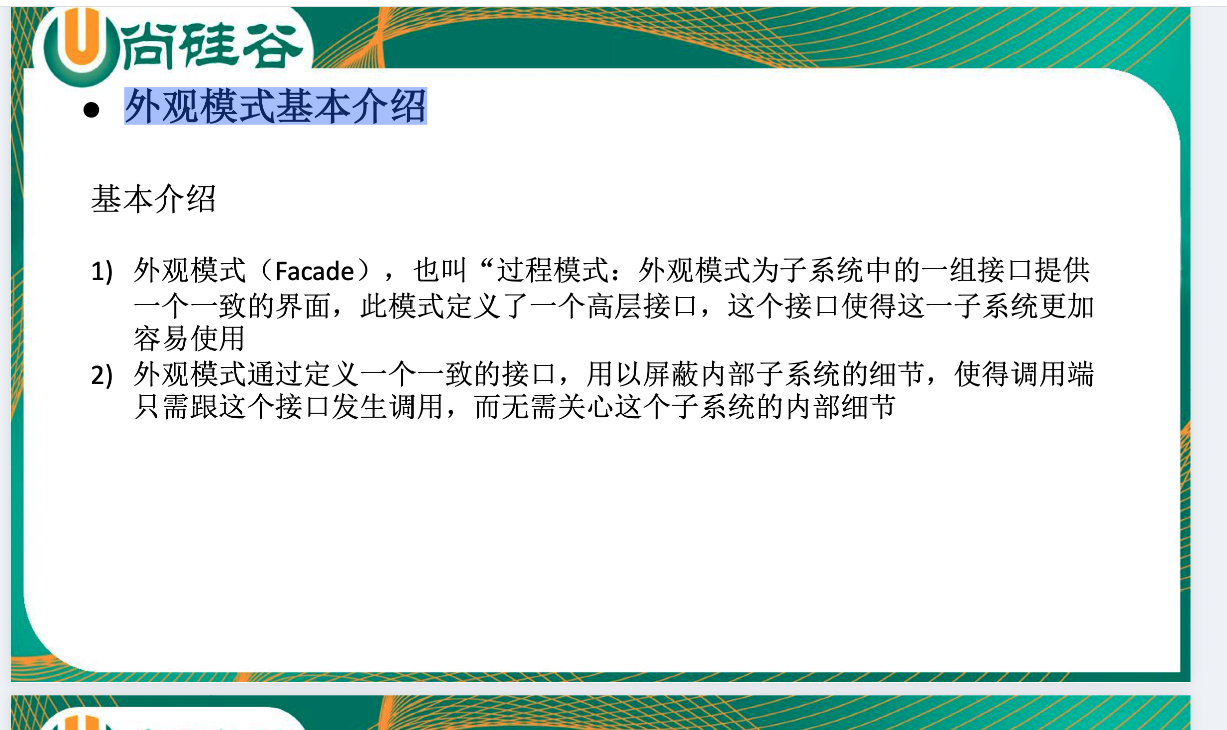 尚硅谷
● 外观模式基本介绍
基本介绍
1) 外观模式（Facade），也叫“过程模式：外观模式为子系统中的一组接口提供
一个一致的界面，此模式定义了一个高层接口，这个接口使得这一子系统更加
容易使用
2) 外观模式通过定义一个一致的接口，用以屏蔽内部子系统的细节，使得调用端
只需跟这个接口发生调用，而无需关心这个子系统的内部细节